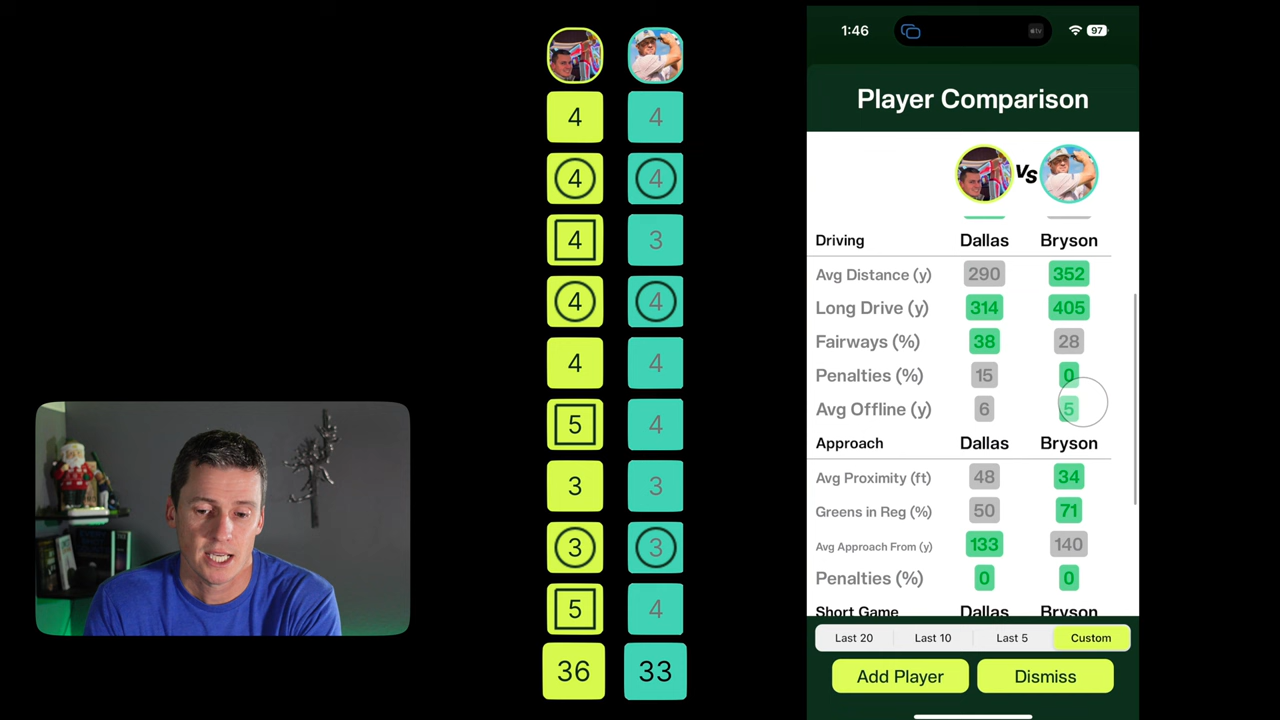 4 4
4 4
4 3
4 4
4 4
5 4
3 3
3 3
5 4
36 33
1:46 97
Player Comparison
VS
Driving Dallas Bryson
Avg Distance (y) 290 352
Long Drive (y) 314 405
Fairways (%) 38 28
Penalties (%) 15 0
Avg Offline (y) 6 5
Approach Dallas Bryson
Avg Proximity (ft) 48 34
Greens in Reg (%) 50 71
Avg Approach From (y) 133 140
Penalties (%) 0 0
Short Game Dallas Bryson
Last 20 Last 10 Last 5 Custom
Add Player Dismiss